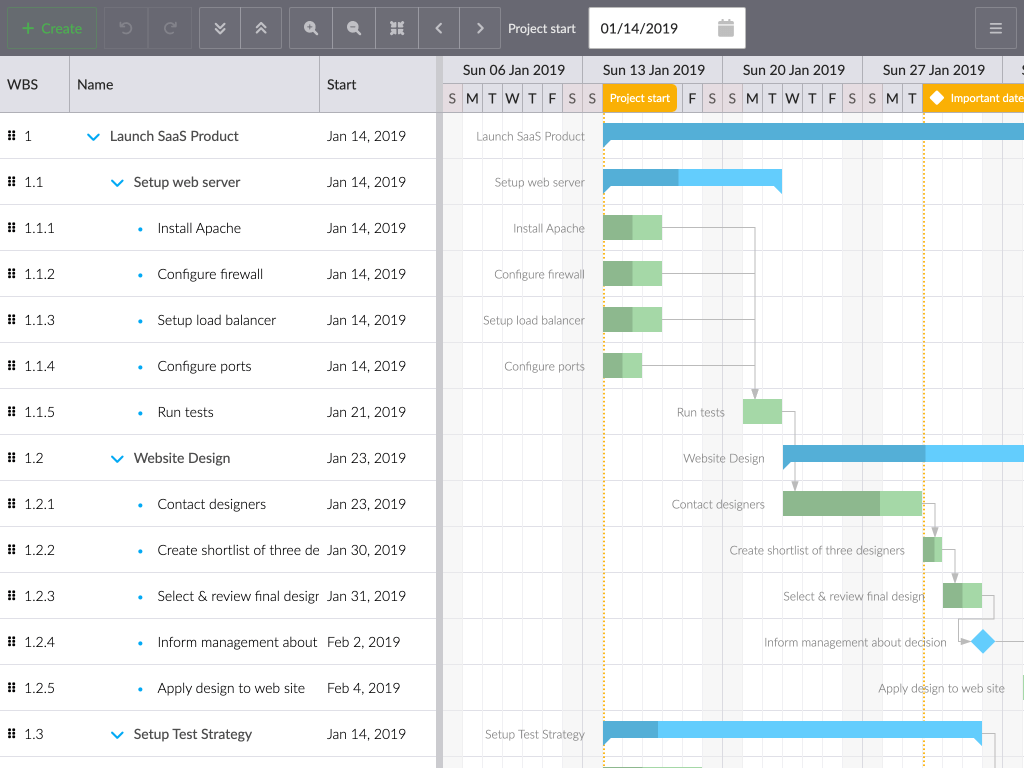 + Create
Project start
01/14/2019
WBS Name Start
Sun 06 Jan 2019 Sun 13 Jan 2019 Sun 20 Jan 2019 Sun 27 Jan 2019 S
S M T W T F S S Project start F S S M T W T F S S M T Important date
1 Launch SaaS Product Jan 14, 2019 Launch SaaS Product
1.1 Setup web server Jan 14, 2019 Setup web server
1.1.1 Install Apache Jan 14, 2019 Install Apache
1.1.2 Configure firewall Jan 14, 2019 Configure firewall
1.1.3 Setup load balancer Jan 14, 2019 Setup load balancer
1.1.4 Configure ports Jan 14, 2019 Configure ports
1.1.5 Run tests Jan 21, 2019 Run tests
1.2 Website Design Jan 23, 2019 Website Design
1.2.1 Contact designers Jan 23, 2019 Contact designers
1.2.2 Create shortlist of three de Jan 30, 2019 Create shortlist of three designers
1.2.3 Select & review final desigr Jan 31, 2019 Select & review final design
1.2.4 Inform management about Feb 2, 2019 Inform management about decision
1.2.5 Apply design to web site Feb 4, 2019 Apply design to web site
1.3 Setup Test Strategy Jan 14, 2019 Setup Test Strategy